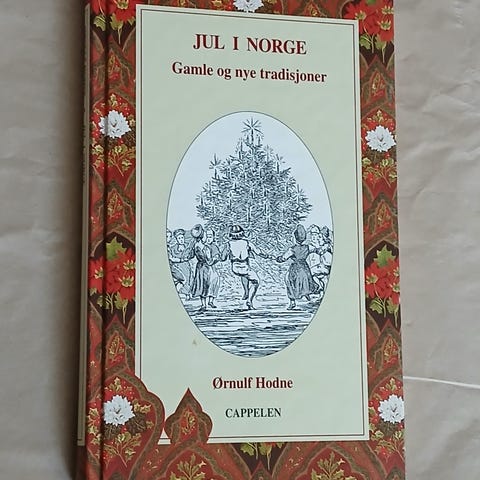 JUL I NORGE
Gamle og nye tradisjoner
Ørnulf Hodne
CAPPELEN